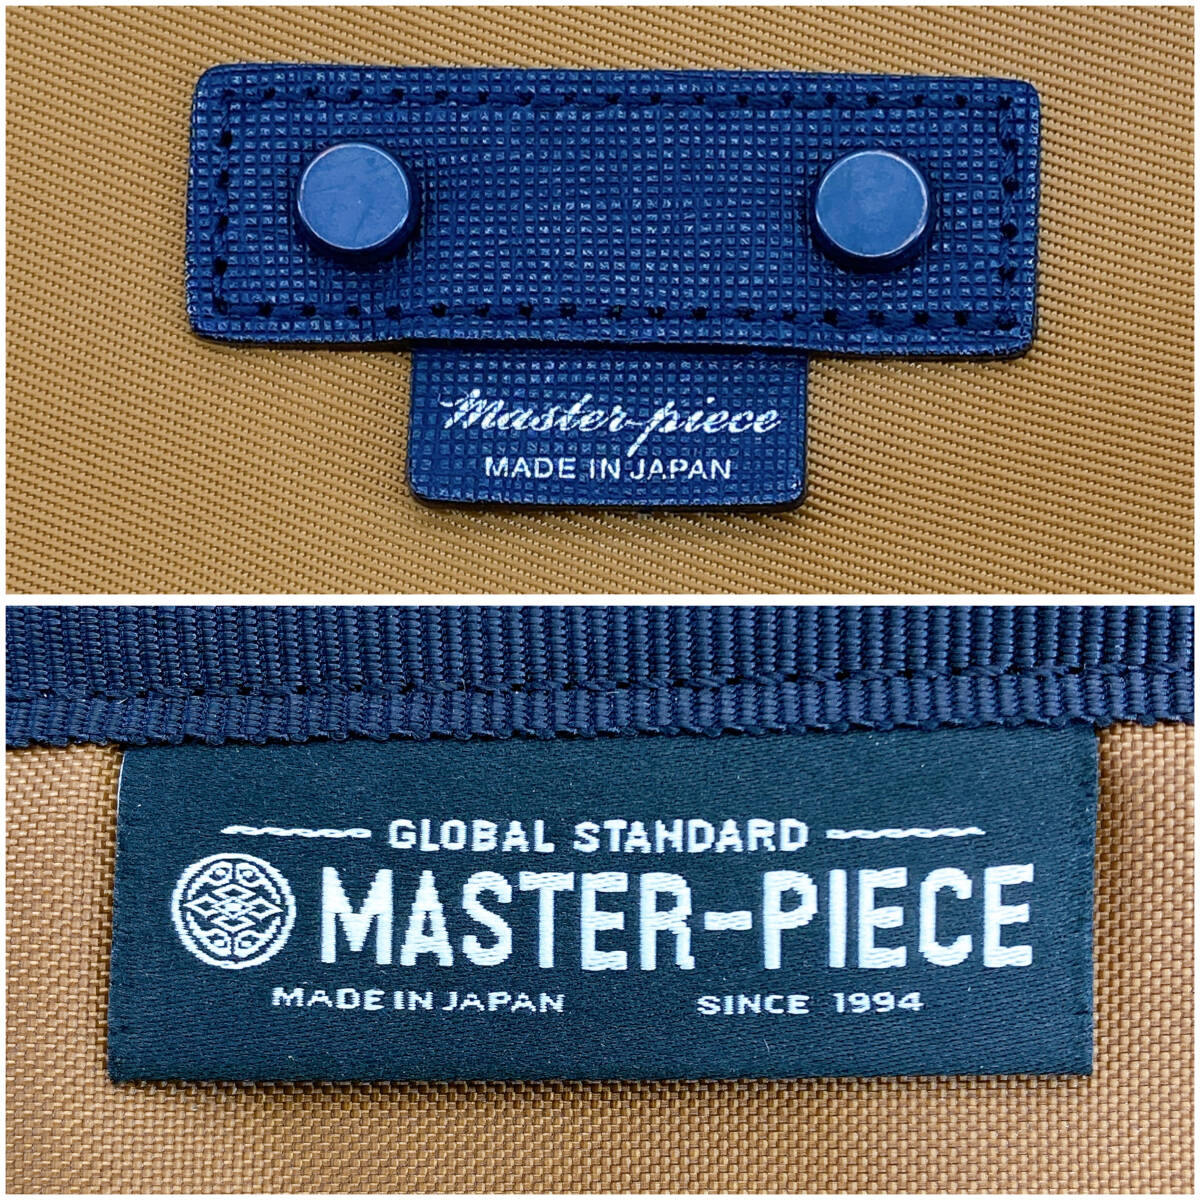 Master-piece
MADE IN JAPAN
GLOBAL STANDARD
MASTER-PIECE
MADE IN JAPAN SINCE 1994